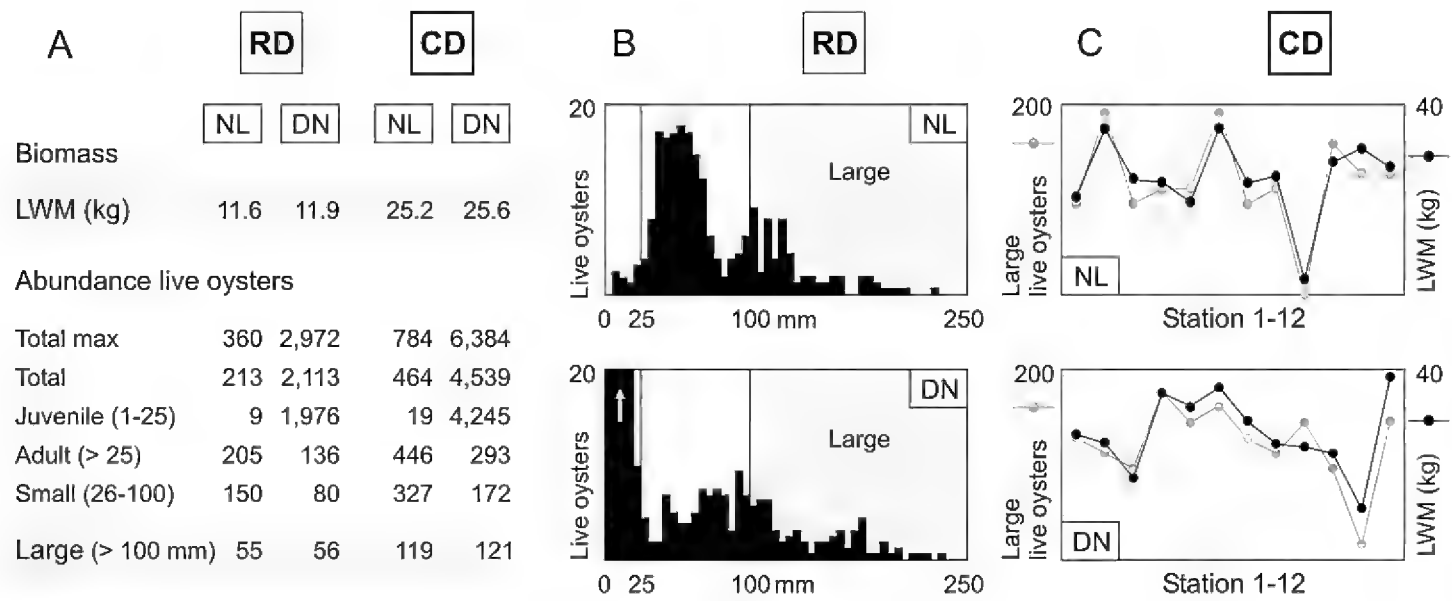 A RD CD
NL DN NL DN
Biomass
LWM (kg) 11.6 11.9 25.2 25.6
Abundance live oysters
Total max 360 2,972 784 6,384
Total 213 2,113 464 4,539
Juvenile (1-25) 9 1,976 19 4,245
Adult (> 25) 205 136 446 293
Small (26-100) 150 80 327 172
Large (> 100 mm) 55 56 119 121
B RD
20
NL
Large
Live oysters
0 25 100 mm 250
20
DN
Large
Live oysters
0 25 100 mm 250
C CD
200 40
Large
live oysters
LWM (kg)
NL
Station 1-12
200 40
Large
live oysters
LWM (kg)
DN
Station 1-12